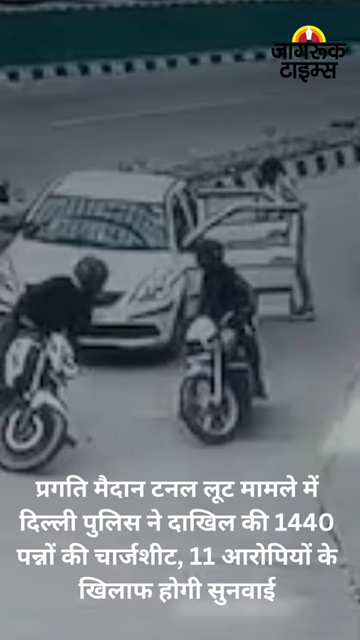 जागरूक
टाइम्स
प्रगति मैदान टनल लूट मामले में
दिल्ली पुलिस ने दाखिल की 1440
पन्नों की चार्जशीट, 11 आरोपियों के
खिलाफ होगी सुनवाई